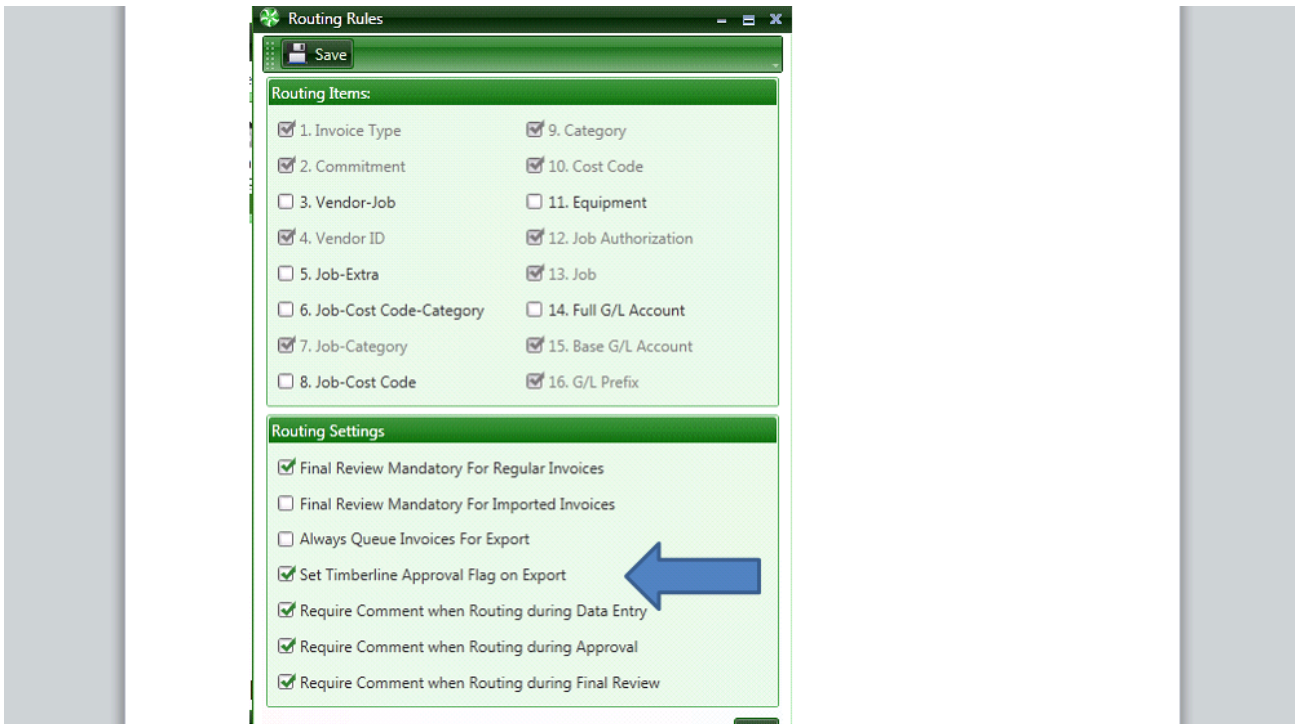 Routing Rules
Save
Routing Items:
1. Invoice Type
2. Commitment
3. Vendor-Job
4. Vendor ID
5. Job-Extra
6. Job-Cost Code-Category
7. Job-Category
8. Job-Cost Code
9. Category
10. Cost Code
11. Equipment
12. Job Authorization
13. Job
14. Full G/L Account
15. Base G/L Account
16. G/L Prefix
Routing Settings
Final Review Mandatory For Regular Invoices
Final Review Mandatory For Imported Invoices
Always Queue Invoices For Export
Set Timberline Approval Flag on Export
Require Comment when Routing during Data Entry
Require Comment when Routing during Approval
Require Comment when Routing during Final Review